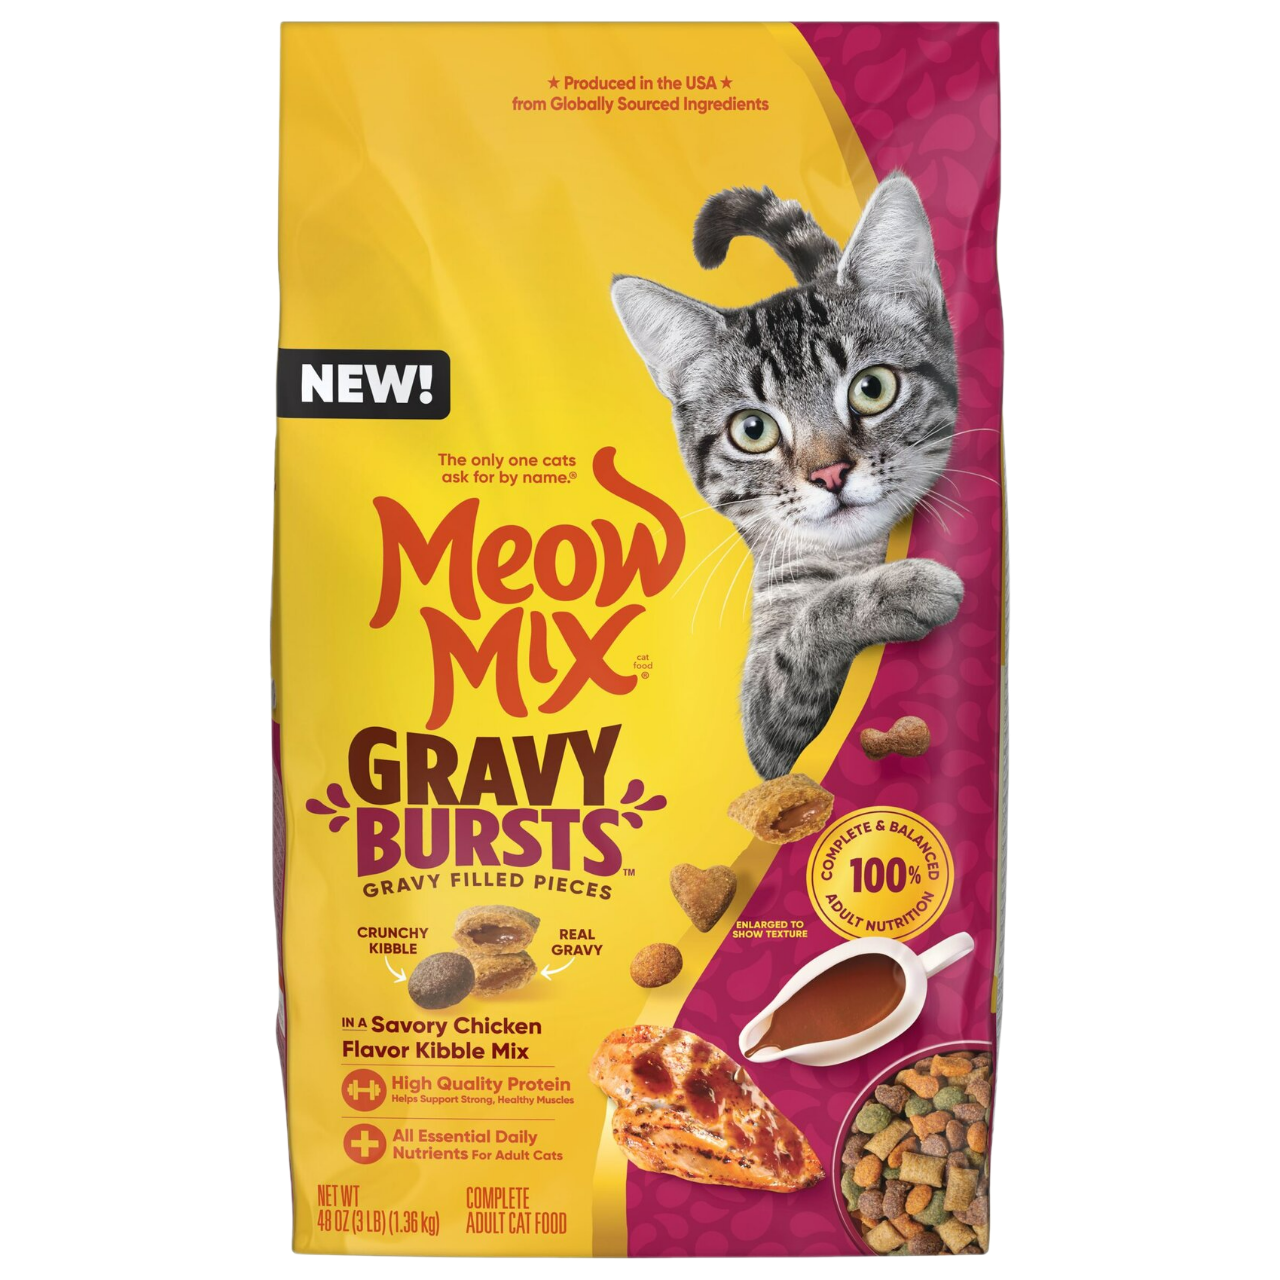 ★ Produced in the USA ★
from Globally Sourced Ingredients
NEW!
The only one cats
ask for by name.®
Meow
Mix
cat
food
®
GRAVY
BURSTS™
GRAVY FILLED PIECES
CRUNCHY
KIBBLE
REAL
GRAVY
IN A Savory Chicken
Flavor Kibble Mix
High Quality Protein
Helps Support Strong, Healthy Muscles
All Essential Daily
Nutrients For Adult Cats
NET WT
48 OZ (3 LB) (1.36 kg)
COMPLETE
ADULT CAT FOOD
COMPLETE & BALANCED
100%
ADULT NUTRITION
ENLARGED TO
SHOW TEXTURE